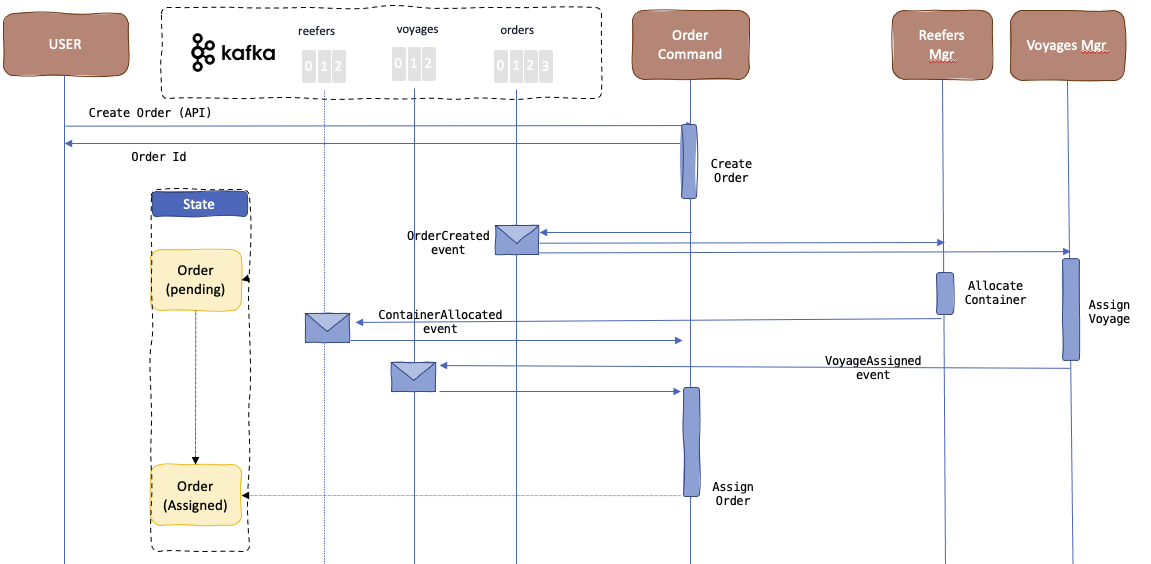 USER
kafka
reefers
0 1 2
voyages
0 1 2
orders
0 1 2 3
Order
Command
Reefers
Mgr
Voyages Mgr
Create Order (API)
Order Id
Create
Order
State
OrderCreated
event
Order
(pending)
Allocate
Container
Assign
Voyage
ContainerAllocated
event
VoyageAssigned
event
Order
(Assigned)
Assign
Order